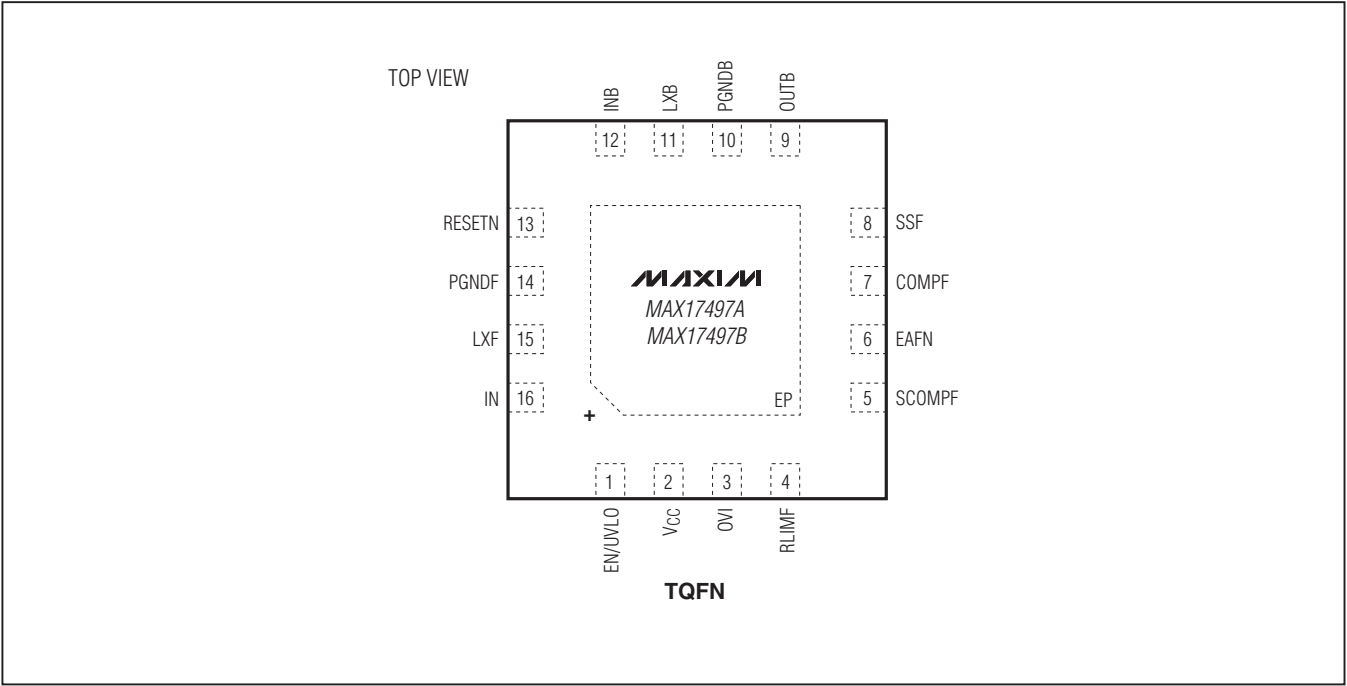 TOP VIEW
INB LXB PGNDB OUTB
12 11 10 9
RESETN 13 8 SSF
PGNDF 14 7 COMPF
MAXIM
MAX17497A
MAX17497B
LXF 15 6 EAFN
IN 16 5 SCOMPF
EP
+
1 2 3 4
EN/UVLO VCC OVI RLIMF
TQFN